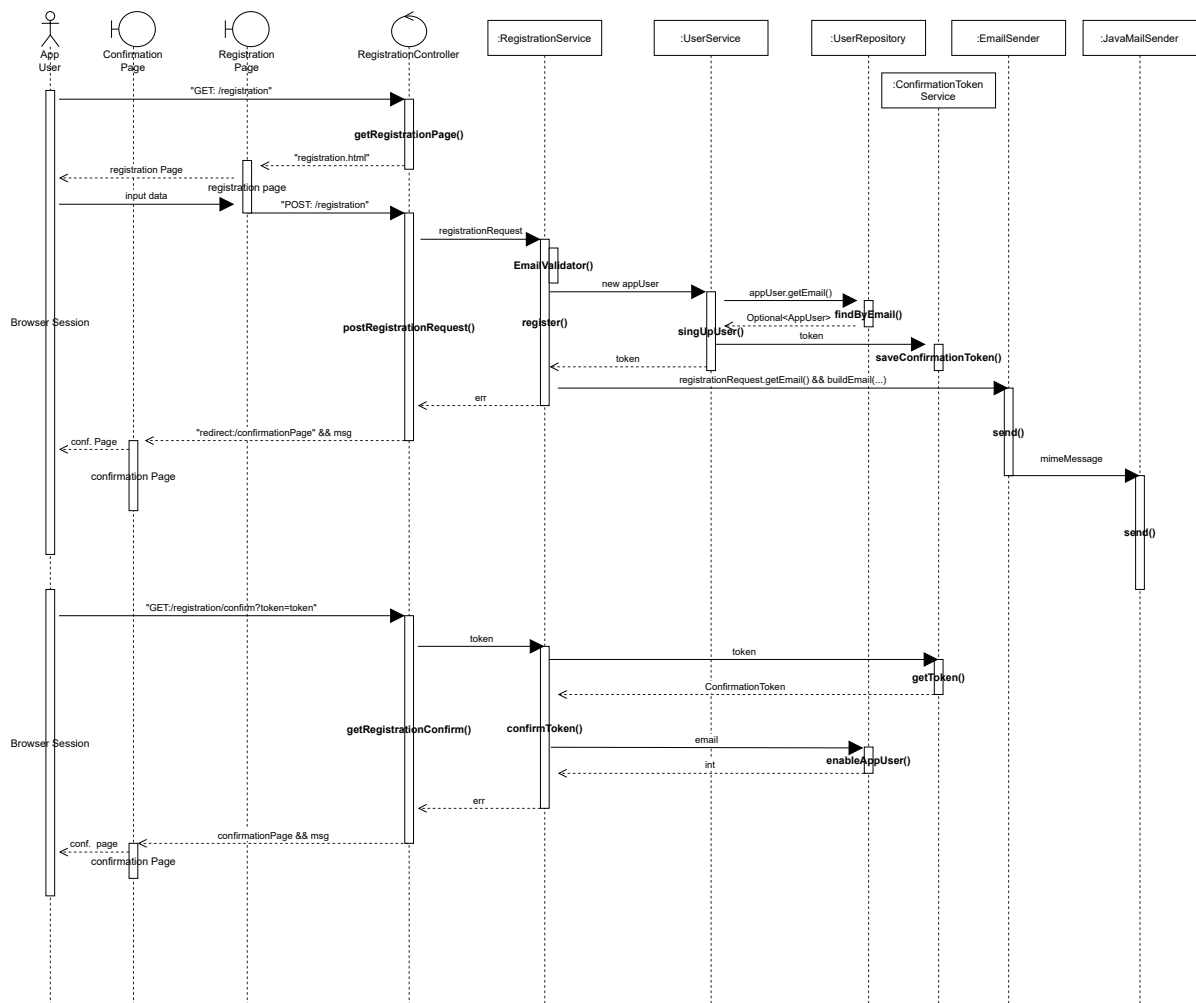 App
User
Confirmation
Page
Registration
Page
RegistrationController
:RegistrationService
:UserService
:UserRepository
:EmailSender
:JavaMailSender
:ConfirmationToken
Service
"GET: /registration"
getRegistrationPage()
"registration.html"
registration Page
registration page
input data
"POST: /registration"
registrationRequest
EmailValidator()
new appUser
appUser.getEmail()
findByEmail()
Optional<AppUser>
Browser Session
postRegistrationRequest()
register()
singUpUser()
token
saveConfirmationToken()
token
registrationRequest.getEmail() && buildEmail(...)
err
"redirect:/confirmationPage" && msg
send()
conf. Page
mimeMessage
confirmation Page
send()
"GET:/registration/confirm?token=token"
token
token
getToken()
ConfirmationToken
getRegistrationConfirm()
confirmToken()
Browser Session
email
enableAppUser()
int
err
confirmationPage && msg
conf.  page
confirmation Page